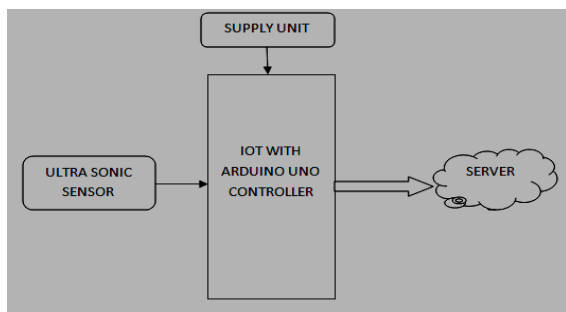 SUPPLY UNIT
IOT WITH
ARDUINO UNO
CONTROLLER
ULTRA SONIC
SENSOR
SERVER